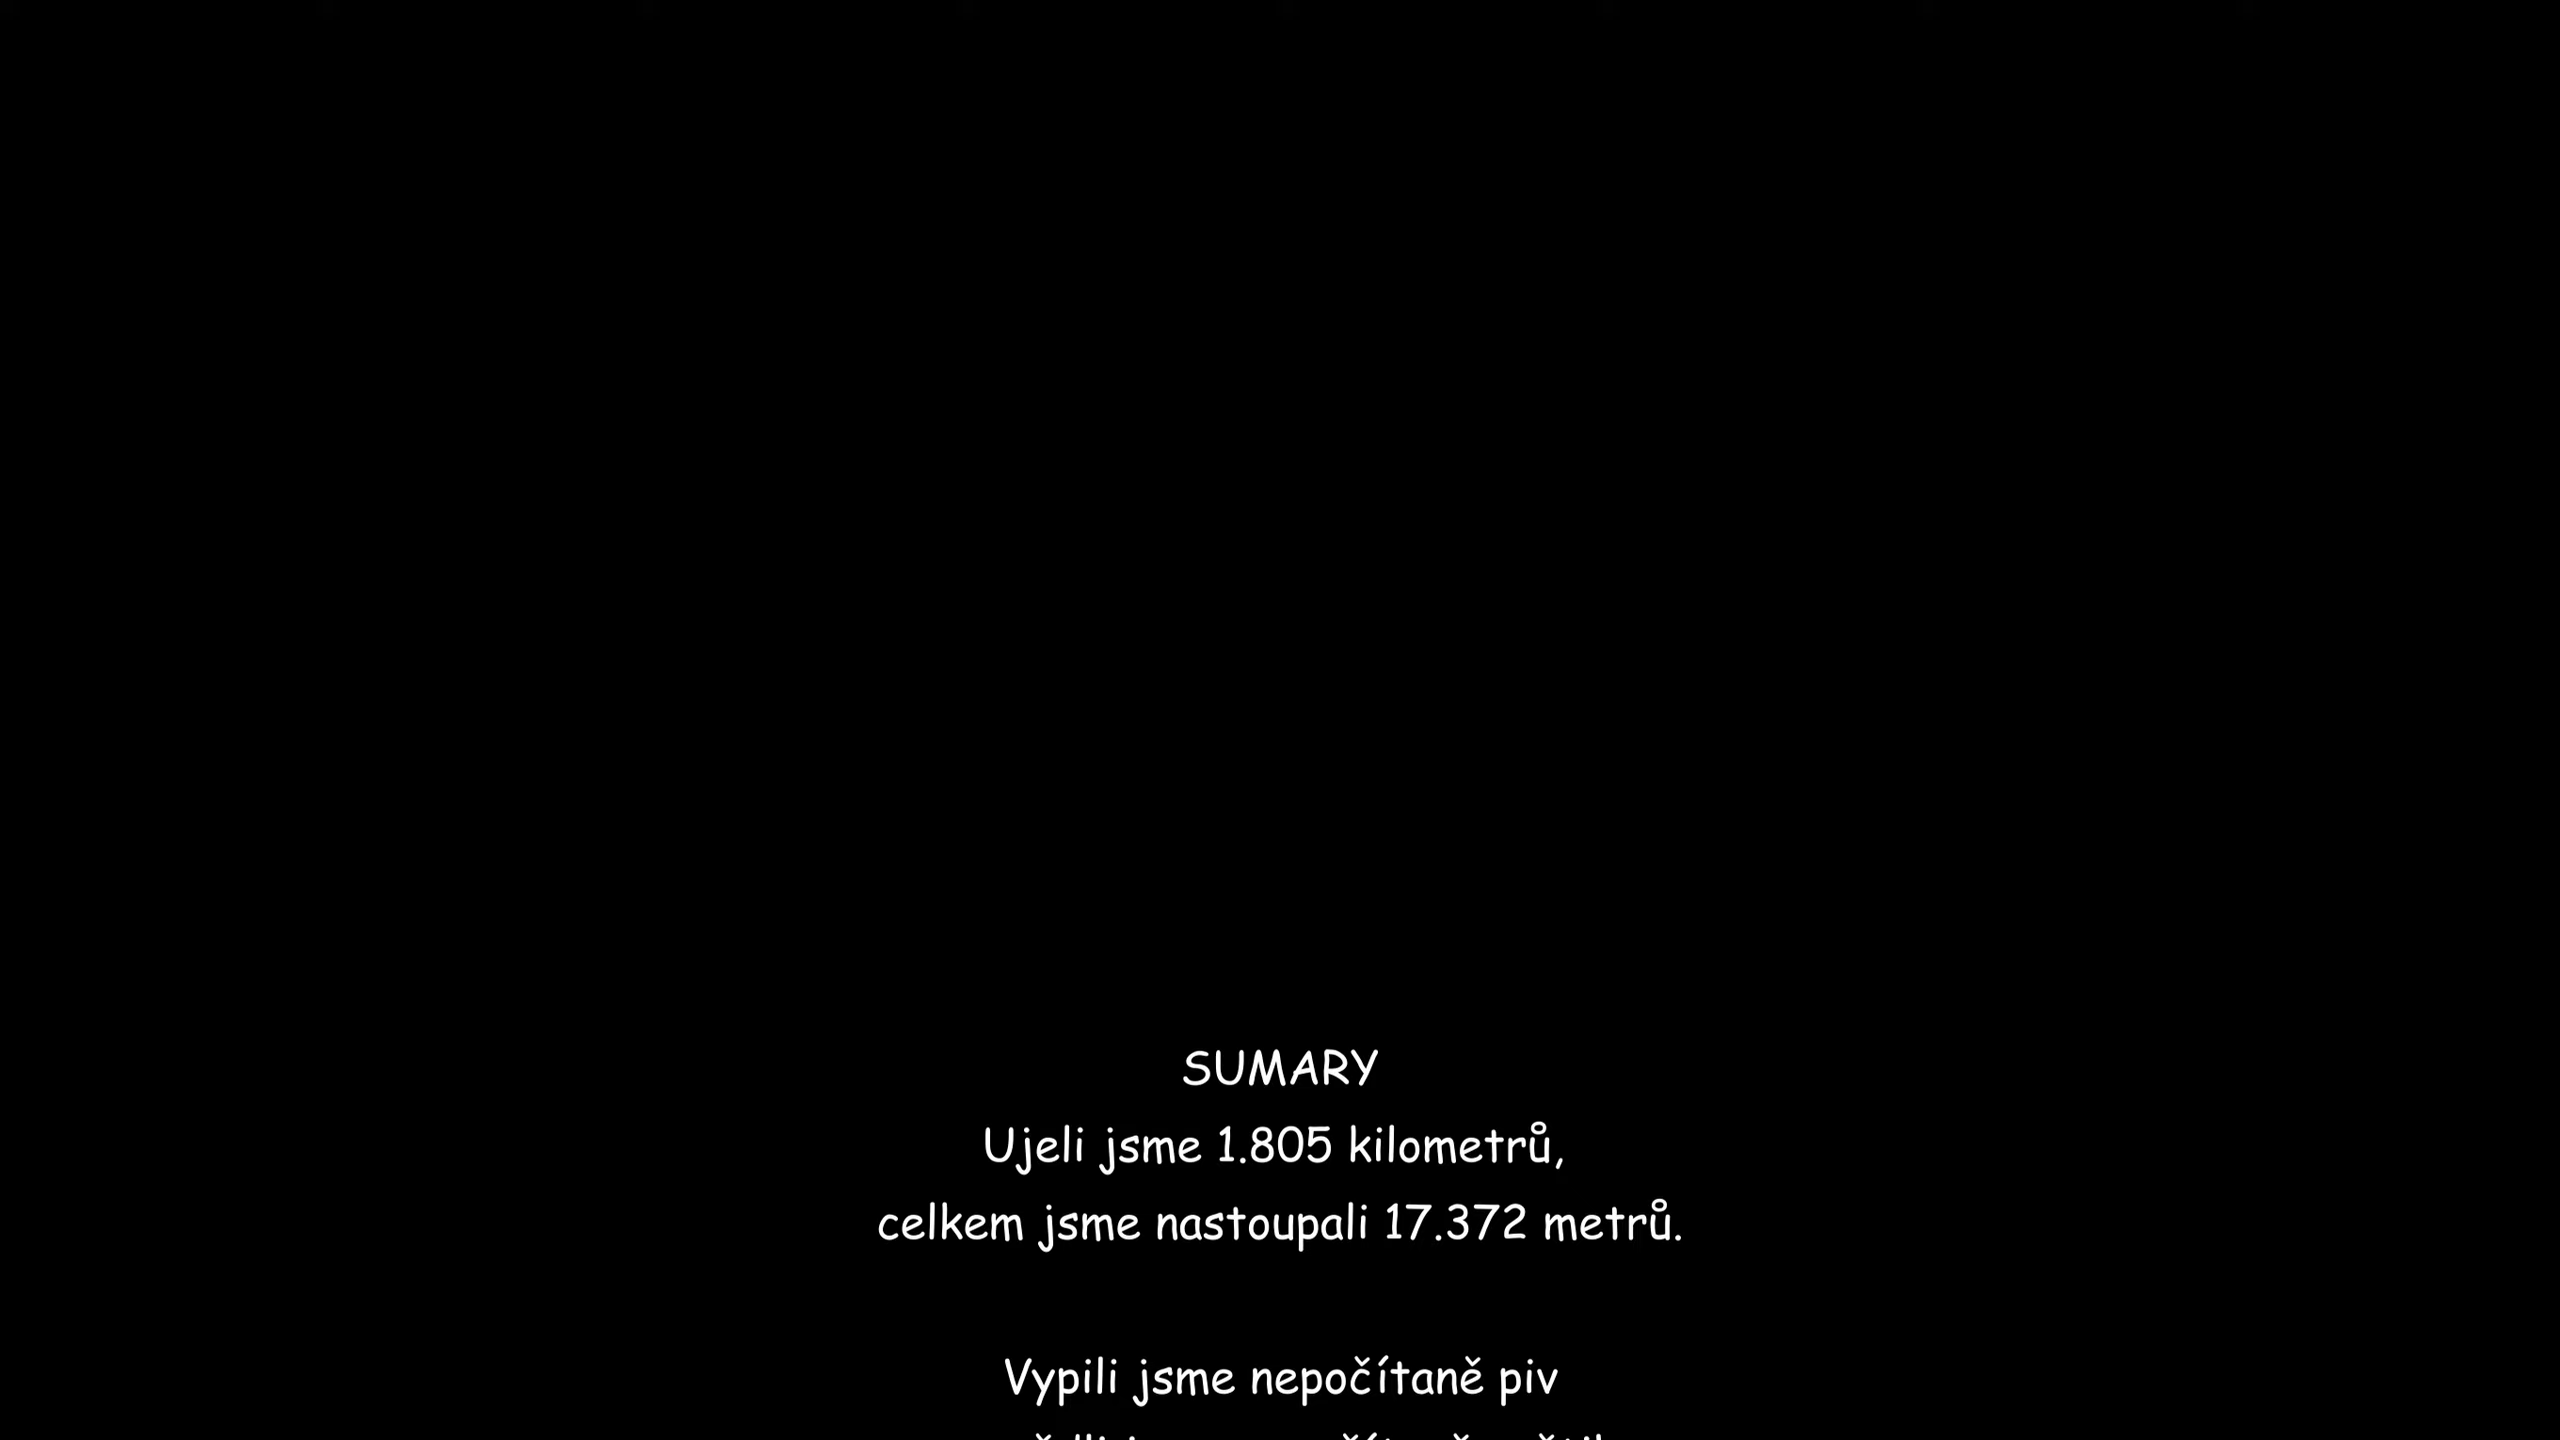 SUMARY
Ujeli jsme 1.805 kilometrů,
celkem jsme nastoupali 17.372 metrů.
Vypili jsme nepočítaně piv